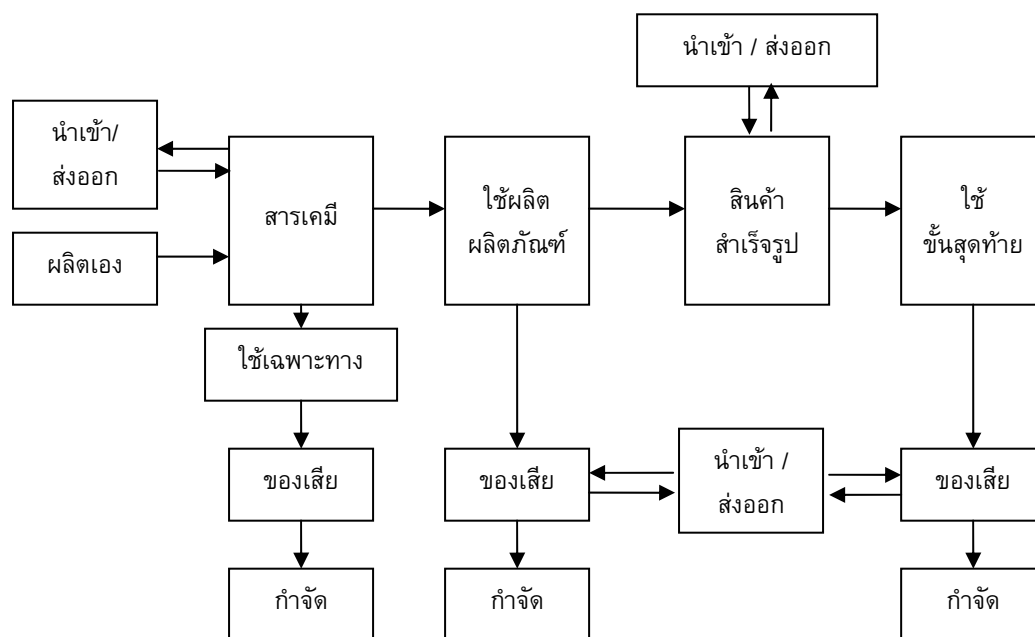 นำเข้า / ส่งออก
นำเข้า/
ส่งออก
สารเคมี
ใช้ผลิต
ผลิตภัณฑ์
สินค้า
สำเร็จรูป
ใช้
ขั้นสุดท้าย
ผลิตเอง
ใช้เฉพาะทาง
ของเสีย
ของเสีย
นำเข้า /
ส่งออก
ของเสีย
กำจัด
กำจัด
กำจัด